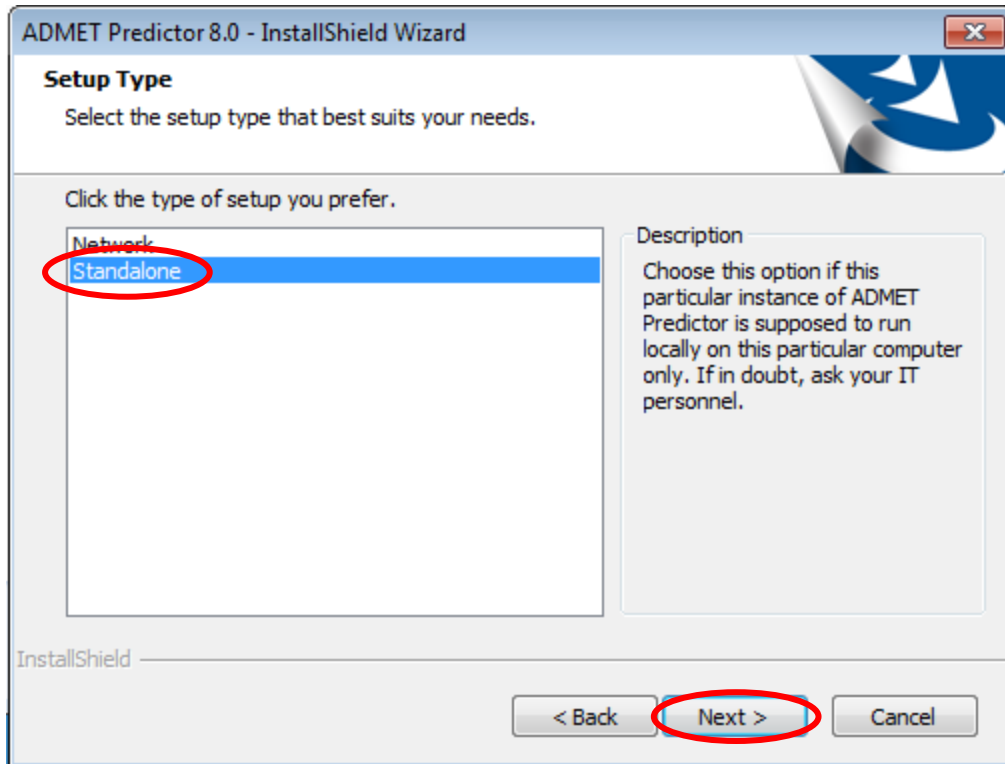 ADMET Predictor 8.0 - InstallShield Wizard
Setup Type
Select the setup type that best suits your needs.
Click the type of setup you prefer.
Network
Standalone
Description
Choose this option if this
particular instance of ADMET
Predictor is supposed to run
locally on this particular computer
only. If in doubt, ask your IT
personnel.
InstallShield
< Back
Next >
Cancel